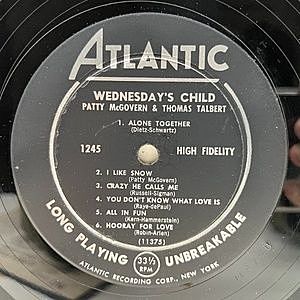 ATLANTIC
WEDNESDAY'S CHILD
PATTY McGOVERN & THOMAS TALBERT
1. ALONE TOGETHER
(Dietz-Schwartz)
1245 HIGH FIDELITY
2. I LIKE SNOW
(Patty McGovern)
3. CRAZY HE CALLS ME
(Russell-Sigman)
4. YOU DON'T KNOW WHAT LOVE IS
(Raye-dePaul)
5. ALL IN FUN
(Kern-Hammerstein)
6. HOORAY FOR LOVE
(Robin-Arlen)
(11375)
LONG PLAYING 33⅓ RPM UNBREAKABLE
ATLANTIC RECORDING CORP., NEW YORK